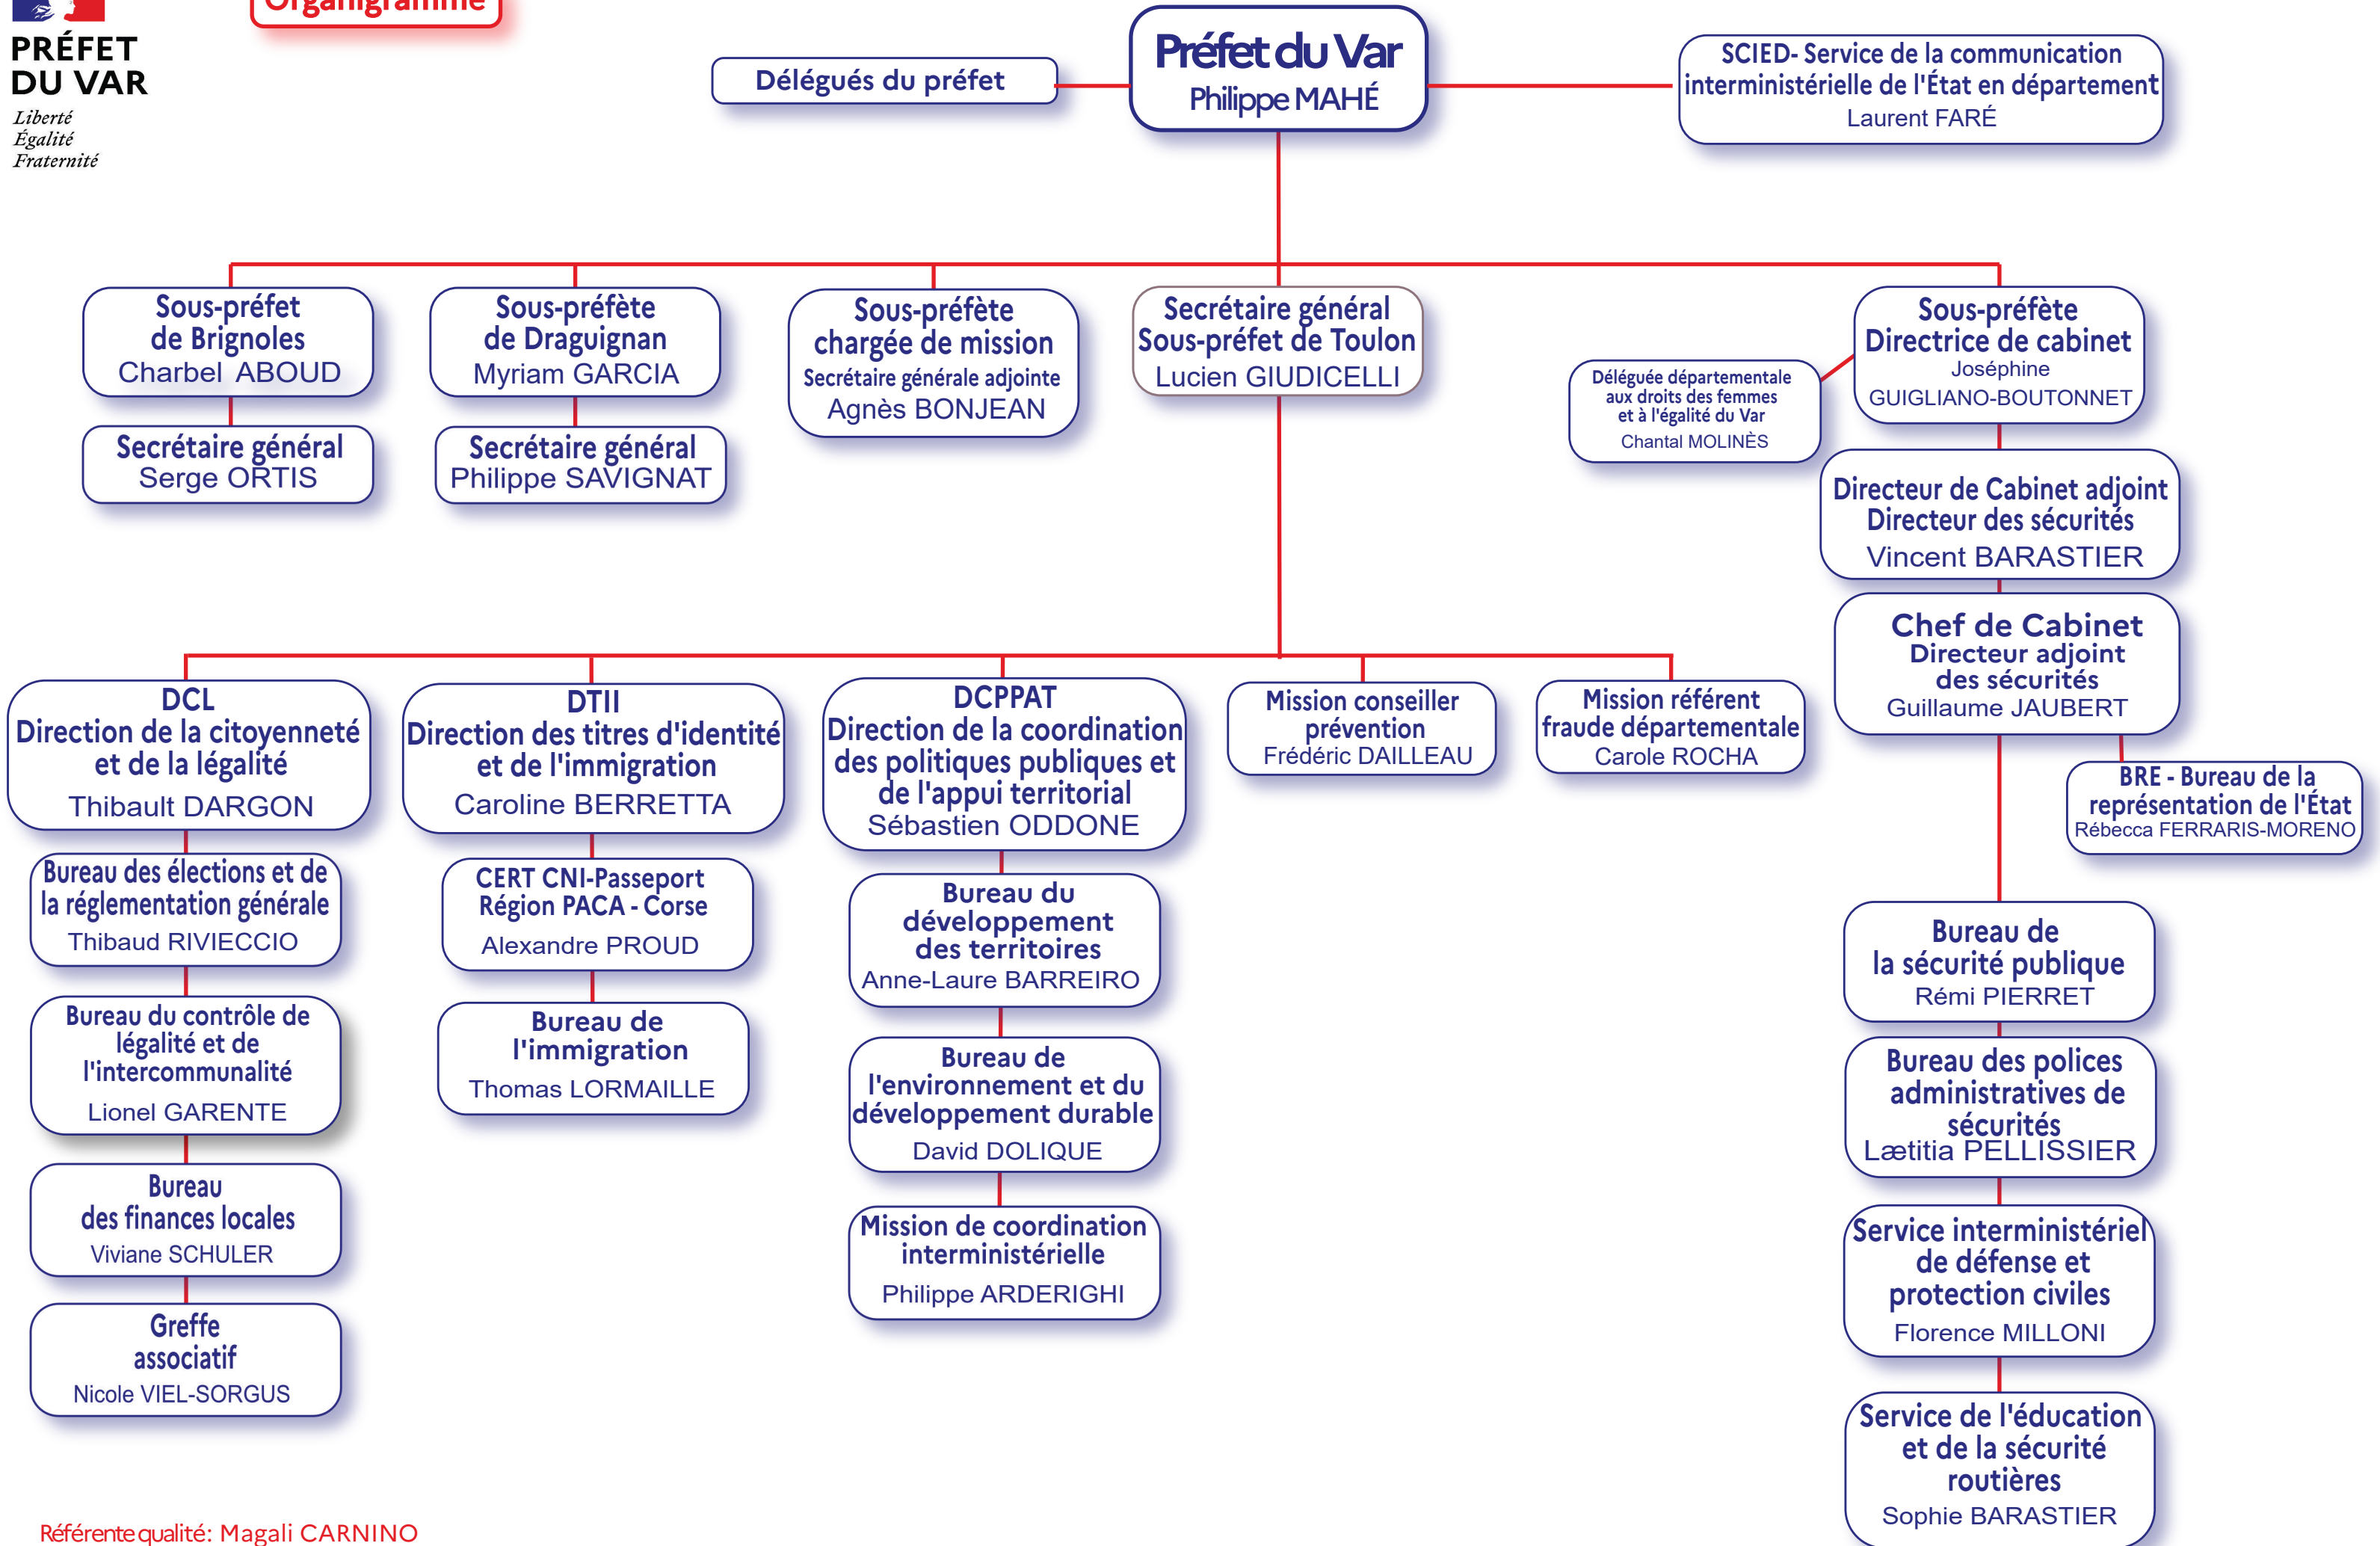 PRÉFET
DU VAR
Liberté
Égalité
Fraternité
Organigramme
Délégués du préfet
Préfet du Var
Philippe MAHÉ
SCIED- Service de la communication
interministérielle de l'État en département
Laurent FARÉ
Sous-préfet
de Brignoles
Charbel ABOUD
Secrétaire général
Serge ORTIS
Sous-préfète
de Draguignan
Myriam GARCIA
Secrétaire général
Philippe SAVIGNAT
Sous-préfète
chargée de mission
Secrétaire générale adjointe
Agnès BONJEAN
Secrétaire général
Sous-préfet de Toulon
Lucien GIUDICELLI
Sous-préfète
Directrice de cabinet
Joséphine
GUIGLIANO-BOUTONNET
Déléguée départementale
aux droits des femmes
et à l'égalité du Var
Chantal MOLINÈS
Directeur de Cabinet adjoint
Directeur des sécurités
Vincent BARASTIER
Chef de Cabinet
Directeur adjoint
des sécurités
Guillaume JAUBERT
BRE - Bureau de la
représentation de l'État
Rébecca FERRARIS-MORENO
DCL
Direction de la citoyenneté
et de la légalité
Thibault DARGON
Bureau des élections et de
la réglementation générale
Thibaud RIVIECCIO
Bureau du contrôle de
légalité et de
l'intercommunalité
Lionel GARENTE
Bureau
des finances locales
Viviane SCHULER
Greffe
associatif
Nicole VIEL-SORGUS
DTII
Direction des titres d'identité
et de l'immigration
Caroline BERRETTA
CERT CNI-Passeport
Région PACA - Corse
Alexandre PROUD
Bureau de
l'immigration
Thomas LORMAILLE
DCPPAT
Direction de la coordination
des politiques publiques et
de l'appui territorial
Sébastien ODDONE
Bureau du
développement
des territoires
Anne-Laure BARREIRO
Bureau de
l'environnement et du
développement durable
David DOLIQUE
Mission de coordination
interministérielle
Philippe ARDERIGHI
Mission conseiller
prévention
Frédéric DAILLEAU
Mission référent
fraude départementale
Carole ROCHA
Bureau de
la sécurité publique
Rémi PIERRET
Bureau des polices
administratives de
sécurités
Lætitia PELLISSIER
Service interministériel
de défense et
protection civiles
Florence MILLONI
Service de l'éducation
et de la sécurité
routières
Sophie BARASTIER
Référente qualité: Magali CARNINO